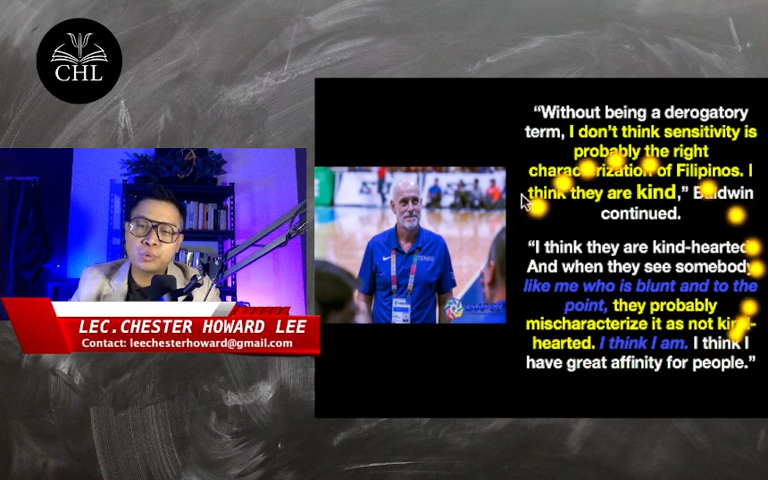 CHL
LEC.CHESTER HOWARD LEE
Contact: leechesterhoward@gmail.com
“Without being a derogatory
term, I don’t think sensitivity is
probably the right
characterization of Filipinos. I
think they are kind,” Baldwin
continued.
“I think they are kind-hearted.
And when they see somebody
like me who is blunt and to the
point, they probably
mischaracterize it as not kind-
hearted. I think I am. I think I
have great affinity for people.”